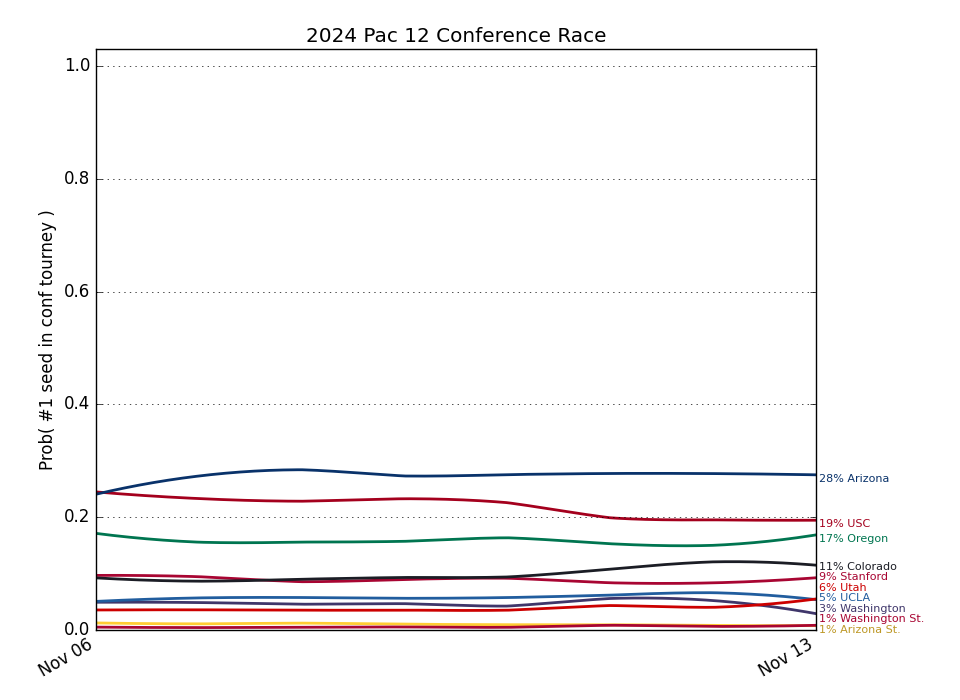 2024 Pac 12 Conference Race
Prob( #1 seed in conf tourney )
1.0
0.8
0.6
0.4
0.2
0.0
Nov 06
Nov 13
28% Arizona
19% USC
17% Oregon
11% Colorado
9% Stanford
6% Utah
5% UCLA
3% Washington
1% Washington St.
1% Arizona St.